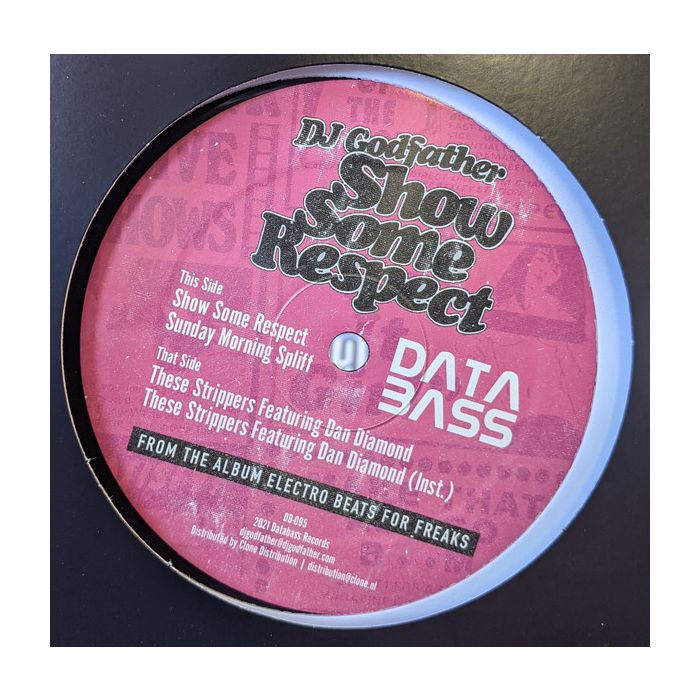 DJ Godfather
Show
Some
Respect
This Side
Show Some Respect
Sunday Morning Spliff
That Side
These Strippers Featuring Dan Diamond
These Strippers Featuring Dan Diamond (Inst.)
DATA
BASS
FROM THE ALBUM ELECTRO BEATS FOR FREAKS
DB-095
2021 Databass Records
djgodfather@djgodfather.com
Distributed by Clone Distribution | distribution@clone.nl